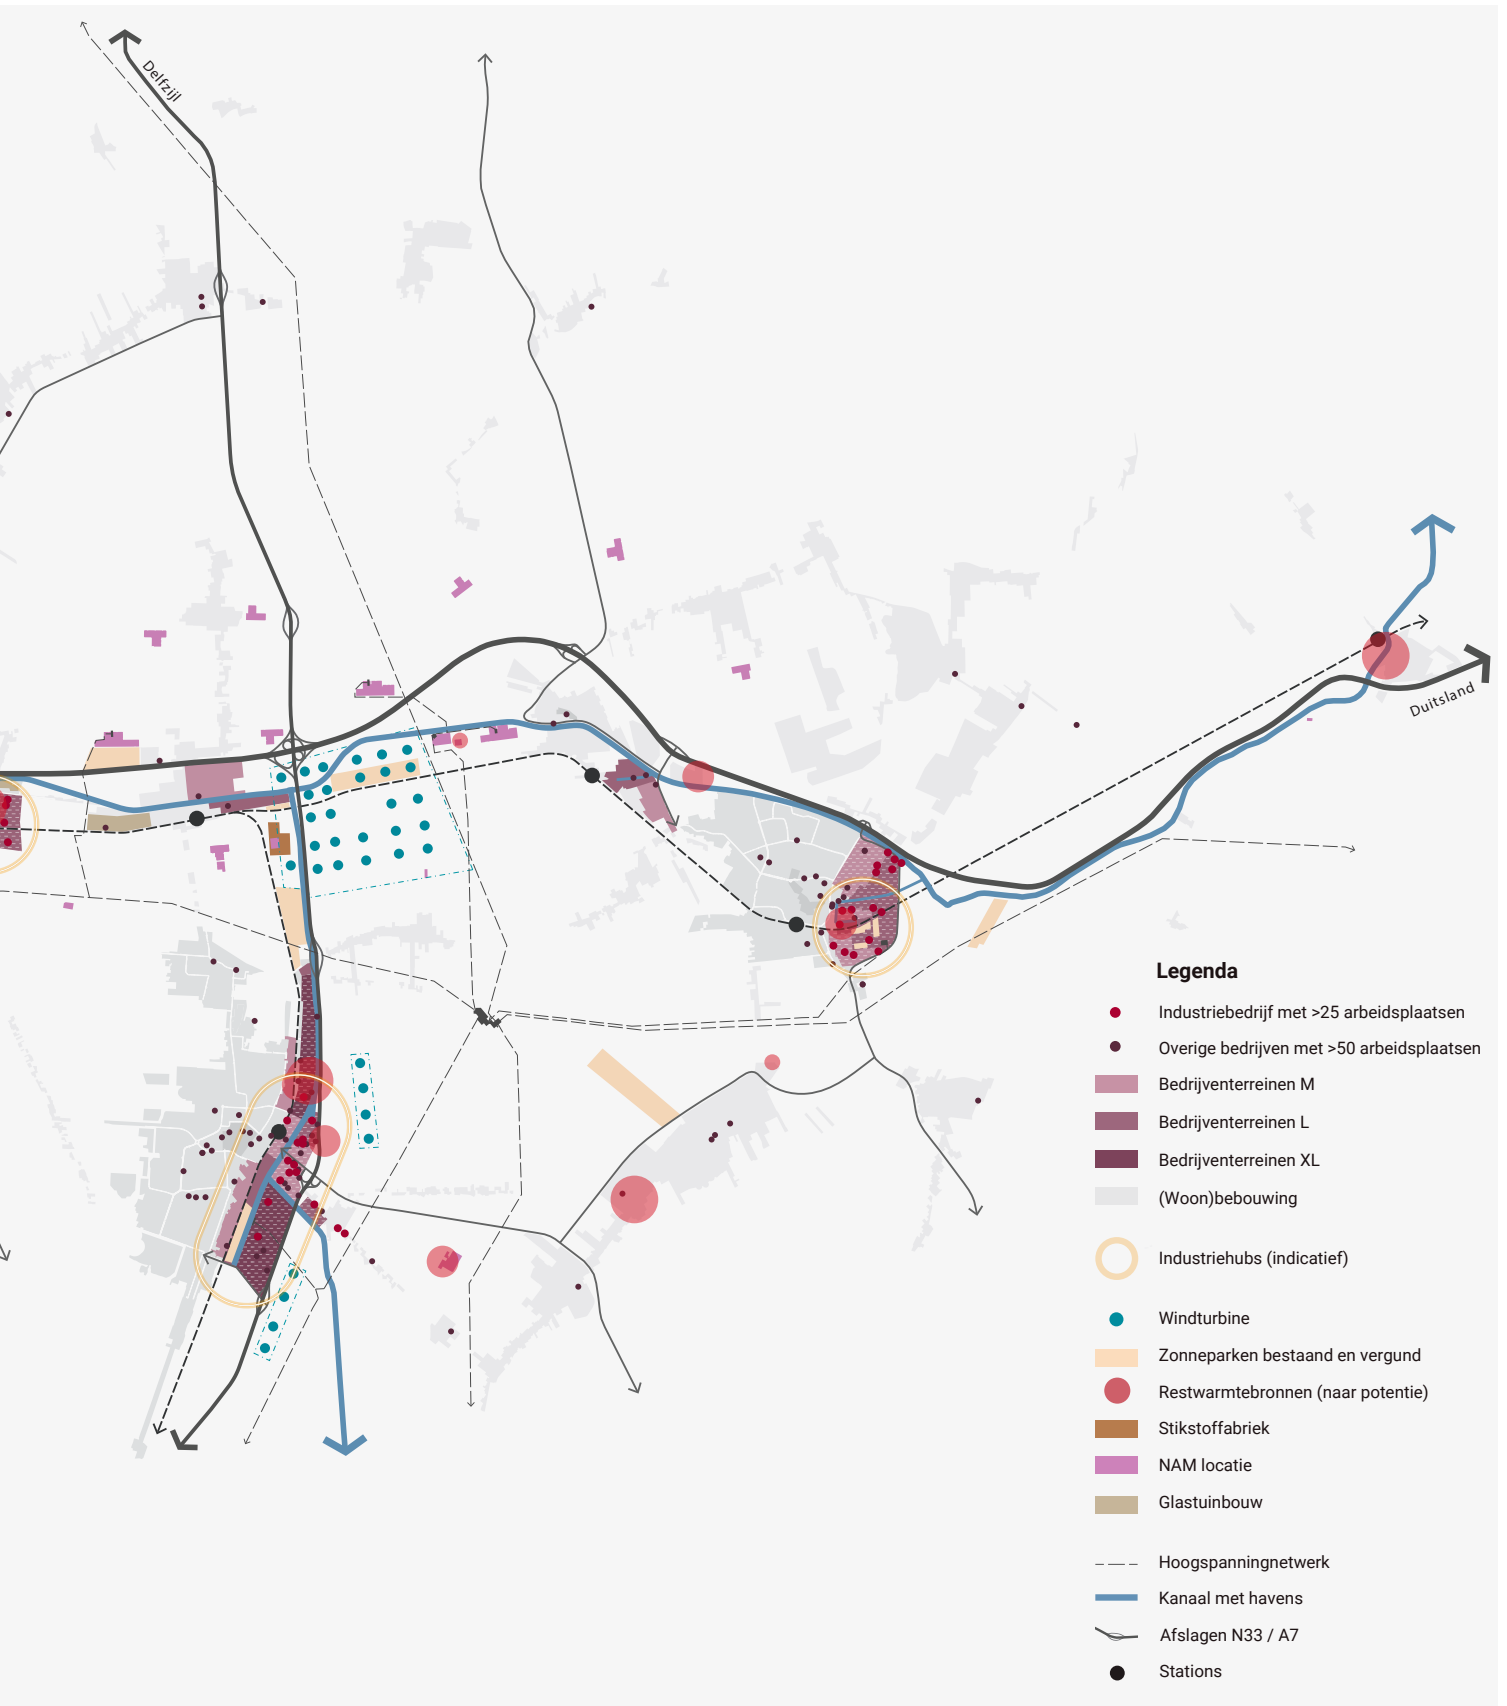 Delfzijl
Duitsland
Legenda
Industriebedrijf met >25 arbeidsplaatsen
Overige bedrijven met >50 arbeidsplaatsen
Bedrijventerreinen M
Bedrijventerreinen L
Bedrijventerreinen XL
(Woon)bebouwing
Industriehubs (indicatief)
Windturbine
Zonneparken bestaand en vergund
Restwarmtebronnen (naar potentie)
Stikstoffabriek
NAM locatie
Glastuinbouw
Hoogspanningnetwerk
Kanaal met havens
Afslagen N33 / A7
Stations